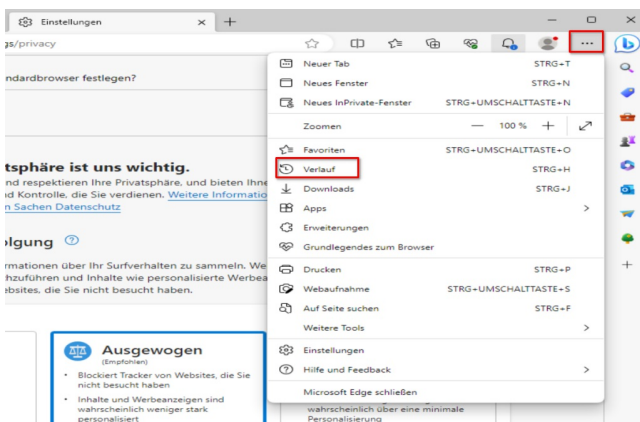 Einstellungen
gs/privacy
ndardbrowser festlegen?
tsphäre ist uns wichtig.
nd respektieren Ihre Privatsphäre, und bieten Ihne
nd Kontrolle, die Sie verdienen. Weitere Informatio
n Sachen Datenschutz
olgung
rmationen über Ihr Surfverhalten zu sammeln. We
hzuführen und Inhalte wie personalisierte Werbea
ebsites, die Sie nicht besucht haben.
Ausgewogen
(Empfohlen)
• Blockiert Tracker von Websites, die Sie
nicht besucht haben
• Inhalte und Werbeanzeigen sind
wahrscheinlich weniger stark
personalisiert
Neuer Tab STRG+T
Neues Fenster STRG+N
Neues InPrivate-Fenster STRG+UMSCHALTTASTE+N
Zoomen 100 %
Favoriten STRG+UMSCHALTTASTE+O
Verlauf STRG+H
Downloads STRG+J
Apps
Erweiterungen
Grundlegendes zum Browser
Drucken STRG+P
Webaufnahme STRG+UMSCHALTTASTE+S
Auf Seite suchen STRG+F
Weitere Tools
Einstellungen
Hilfe und Feedback
Microsoft Edge schließen
wahrscheinlich über eine minimale
Personalisierung